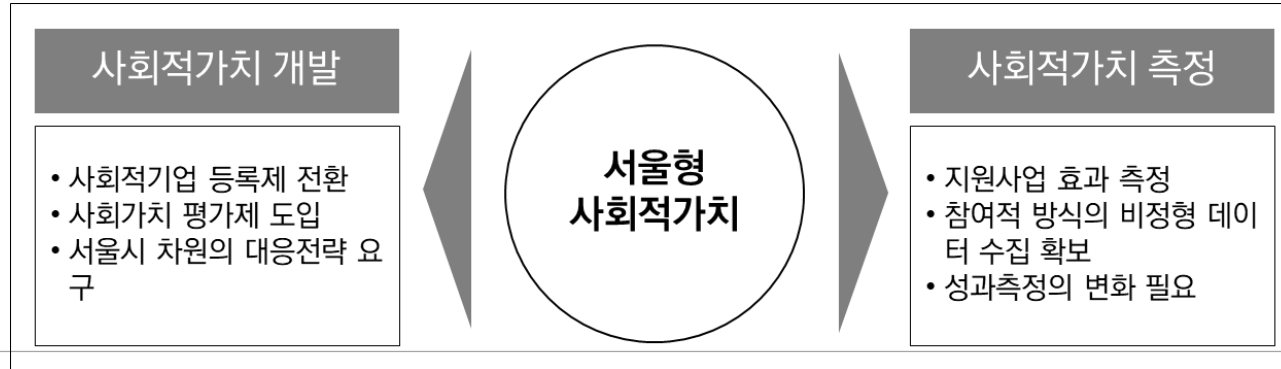 사회적가치 개발
• 사회적기업 등록제 전환
• 사회가치 평가제 도입
• 서울시 차원의 대응전략 요
구
서울형
사회적가치
사회적가치 측정
• 지원사업 효과 측정
• 참여적 방식의 비정형 데이
터 수집 확보
• 성과측정의 변화 필요